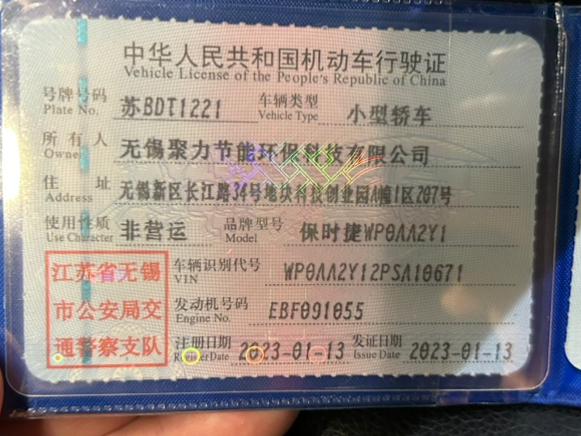 中华人民共和国机动车行驶证
Vehicle License of the People's Republic of China
号牌号码 苏BDT1221 车辆类型 小型轿车
Plate No. Vehicle Type
所有人 无锡聚力节能环保科技有限公司
Owner
住址 无锡新区长江路34号地块科技创业园A幢1区207号
Address
使用性质 非营运 品牌型号 保时捷WP0AA2Y1
Use Character Model
江苏省无锡 车辆识别代号 WP0AA2Y12PSA10671
VIN
市公安局交 发动机号码 EBF091055
Engine No.
通警察支队 注册日期 2023-01-13 发证日期 2023-01-13
Register Date Issue Date